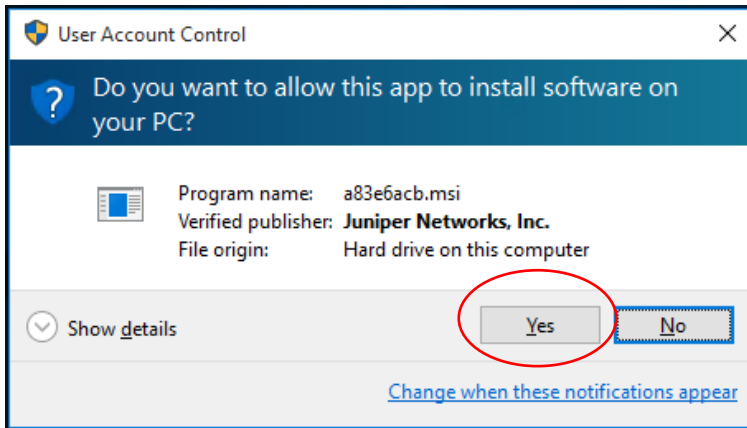 User Account Control
Do you want to allow this app to install software on
your PC?
Program name: a83e6acb.msi
Verified publisher: Juniper Networks, Inc.
File origin: Hard drive on this computer
Show details
Yes
No
Change when these notifications appear